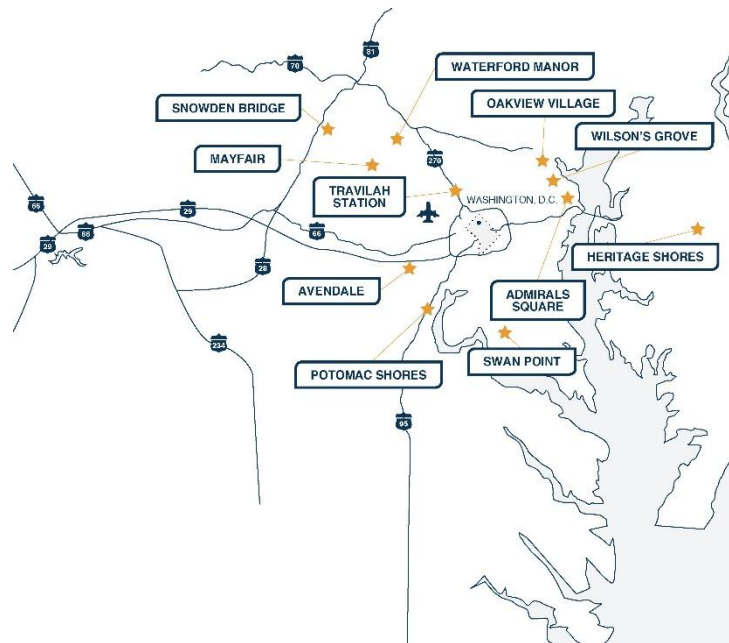 81
70
WATERFORD MANOR
OAKVIEW VILLAGE
SNOWDEN BRIDGE
WILSON'S GROVE
MAYFAIR
270
TRAVILAH
STATION
WASHINGTON, D.C.
66
29
66
29
66
HERITAGE SHORES
28
AVENDALE
ADMIRALS
SQUARE
234
SWAN POINT
POTOMAC SHORES
95